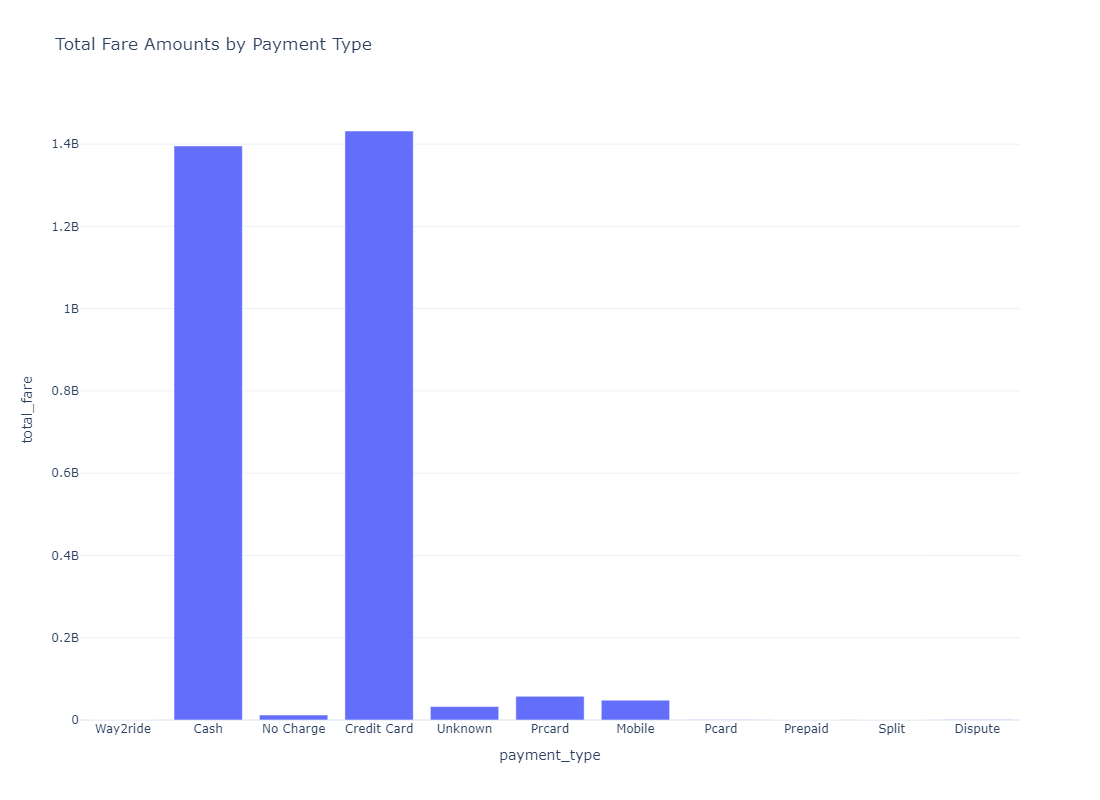 Total Fare Amounts by Payment Type
1.4B
1.2B
1B
0.8B
0.6B
0.4B
0.2B
0
total_fare
Way2ride Cash No Charge Credit Card Unknown Prcard Mobile Pcard Prepaid Split Dispute
payment_type